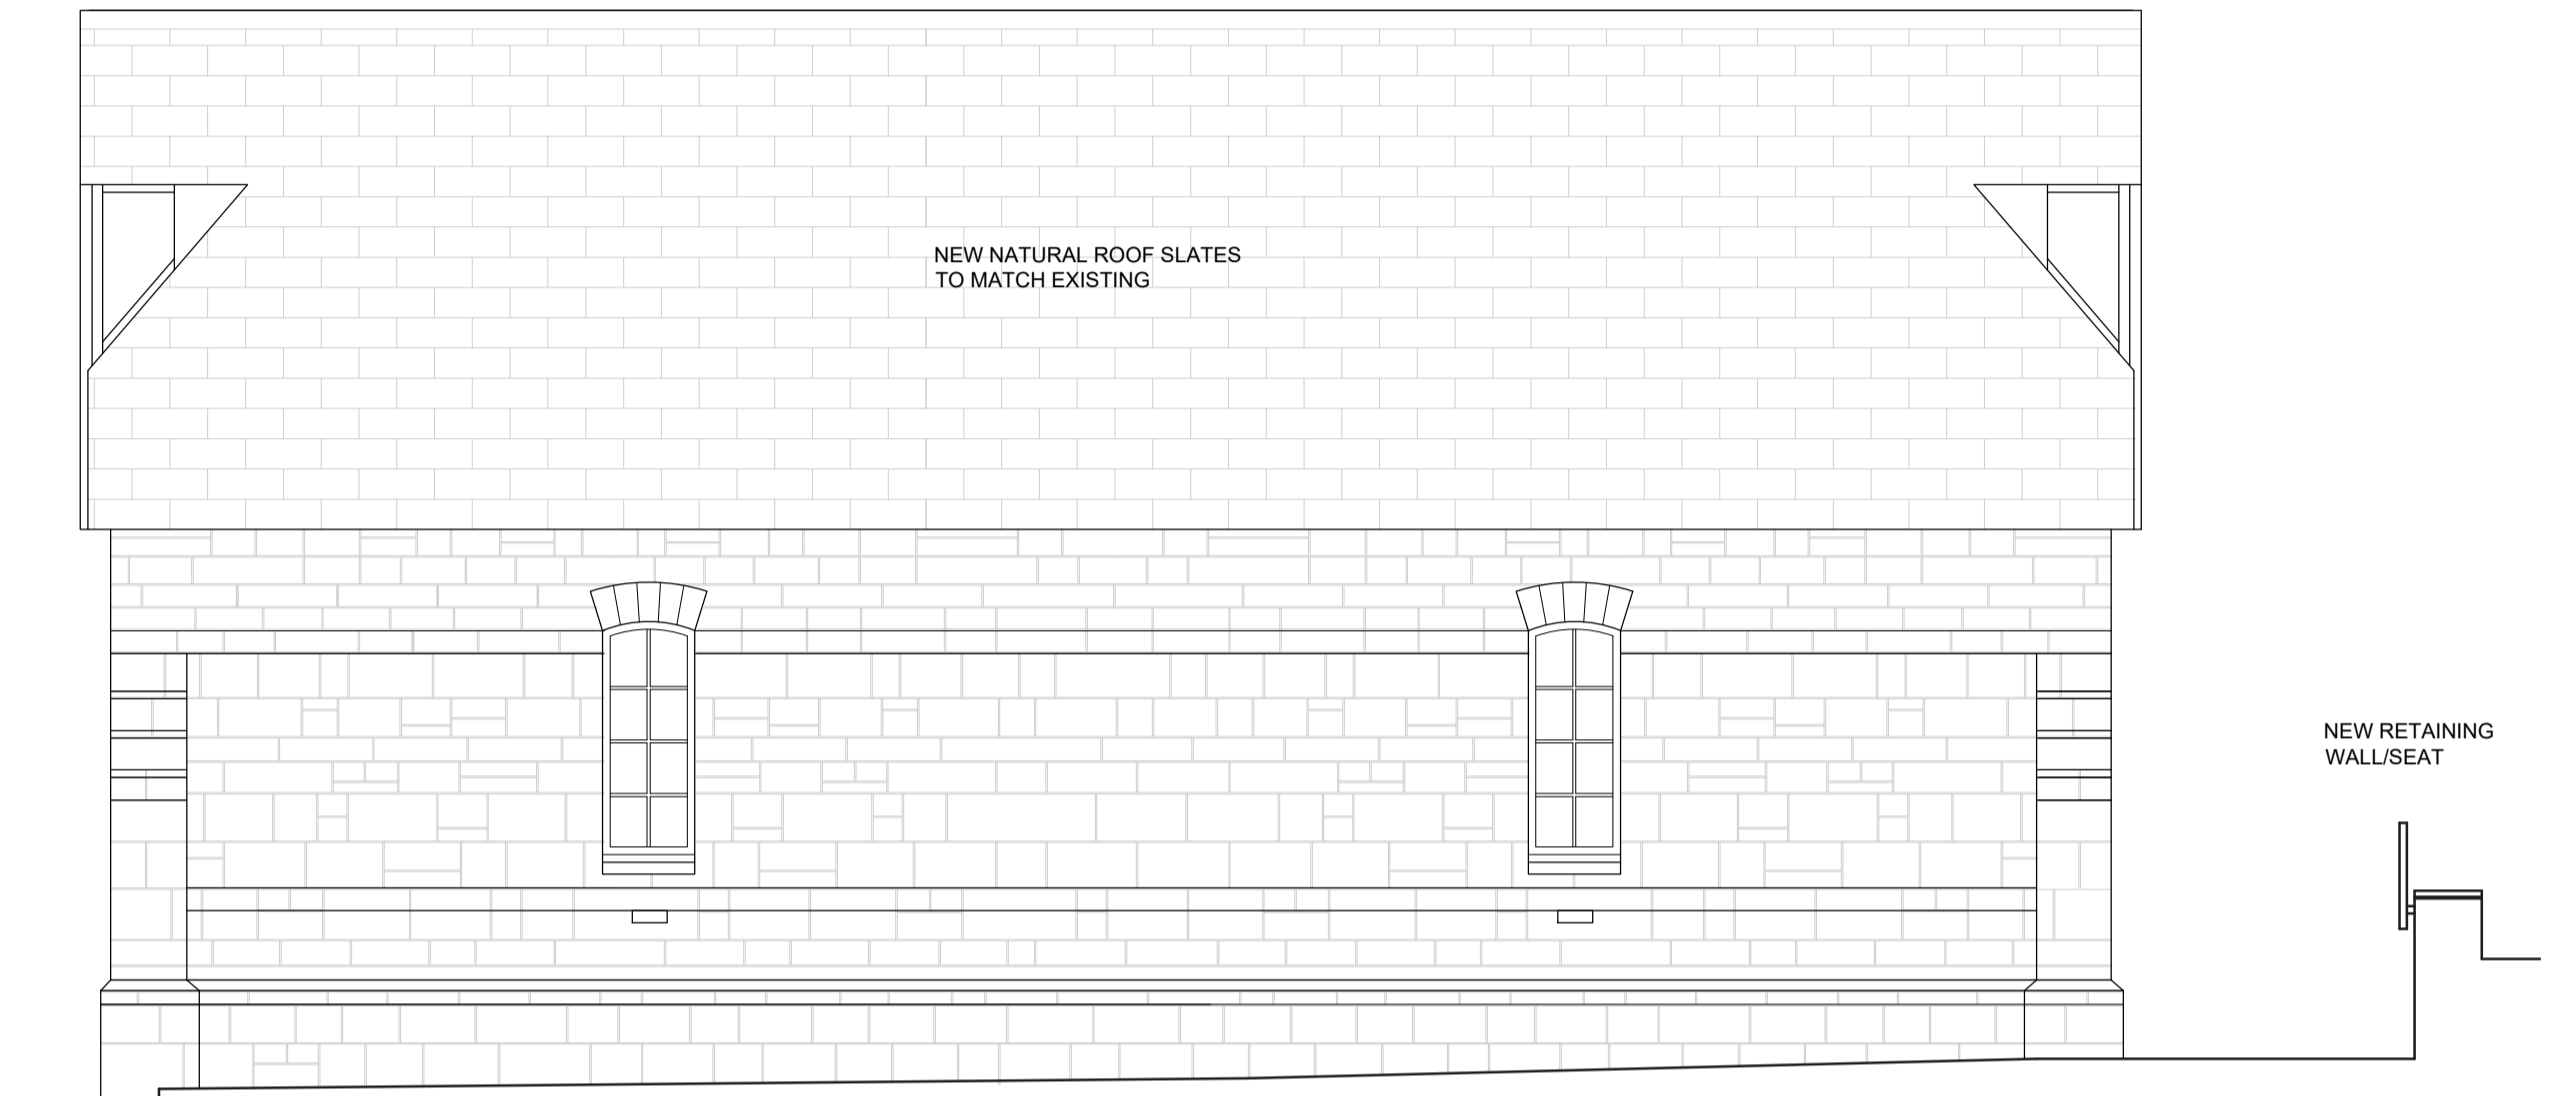 NEW NATURAL ROOF SLATES
TO MATCH EXISTING
NEW RETAINING
WALL/SEAT